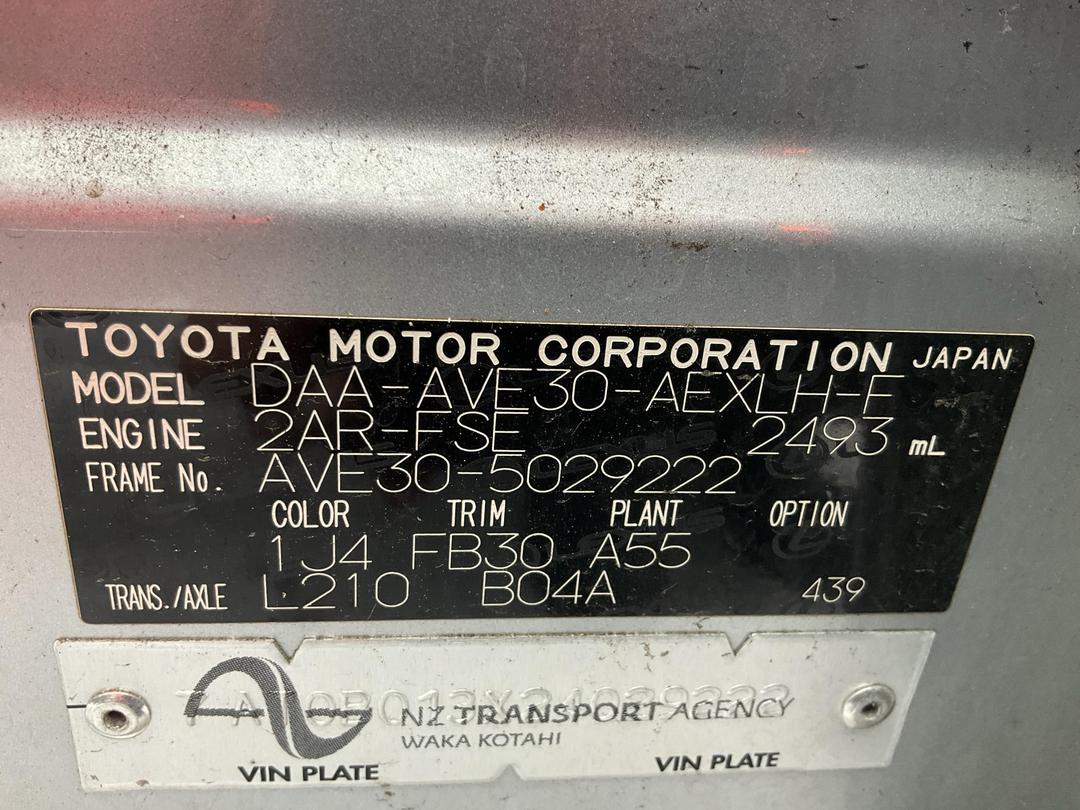 TOYOTA MOTOR CORPORATION JAPAN
MODEL DAA-AVE30-AEXLH-F
ENGINE 2AR-FSE 2493 mL
FRAME No. AVE30-5029222
COLOR TRIM PLANT OPTION
1J4 FB30 A55
TRANS./AXLE L210 B04A 439
NZ TRANSPORT AGENCY
WAKA KOTAHI
VIN PLATE VIN PLATE